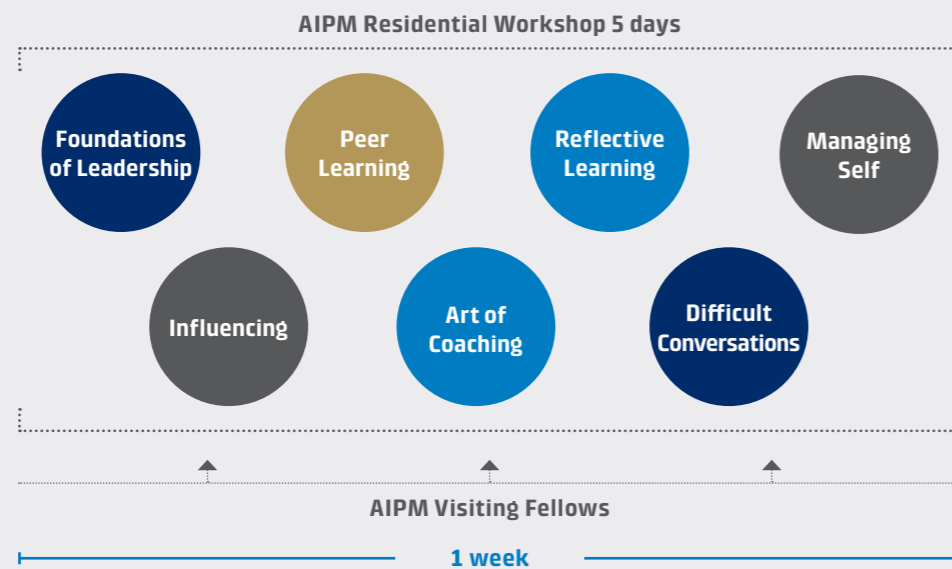 AIPM Residential Workshop 5 days
Foundations
of Leadership
Peer
Learning
Reflective
Learning
Managing
Self
Influencing
Art of
Coaching
Difficult
Conversations
AIPM Visiting Fellows
1 week